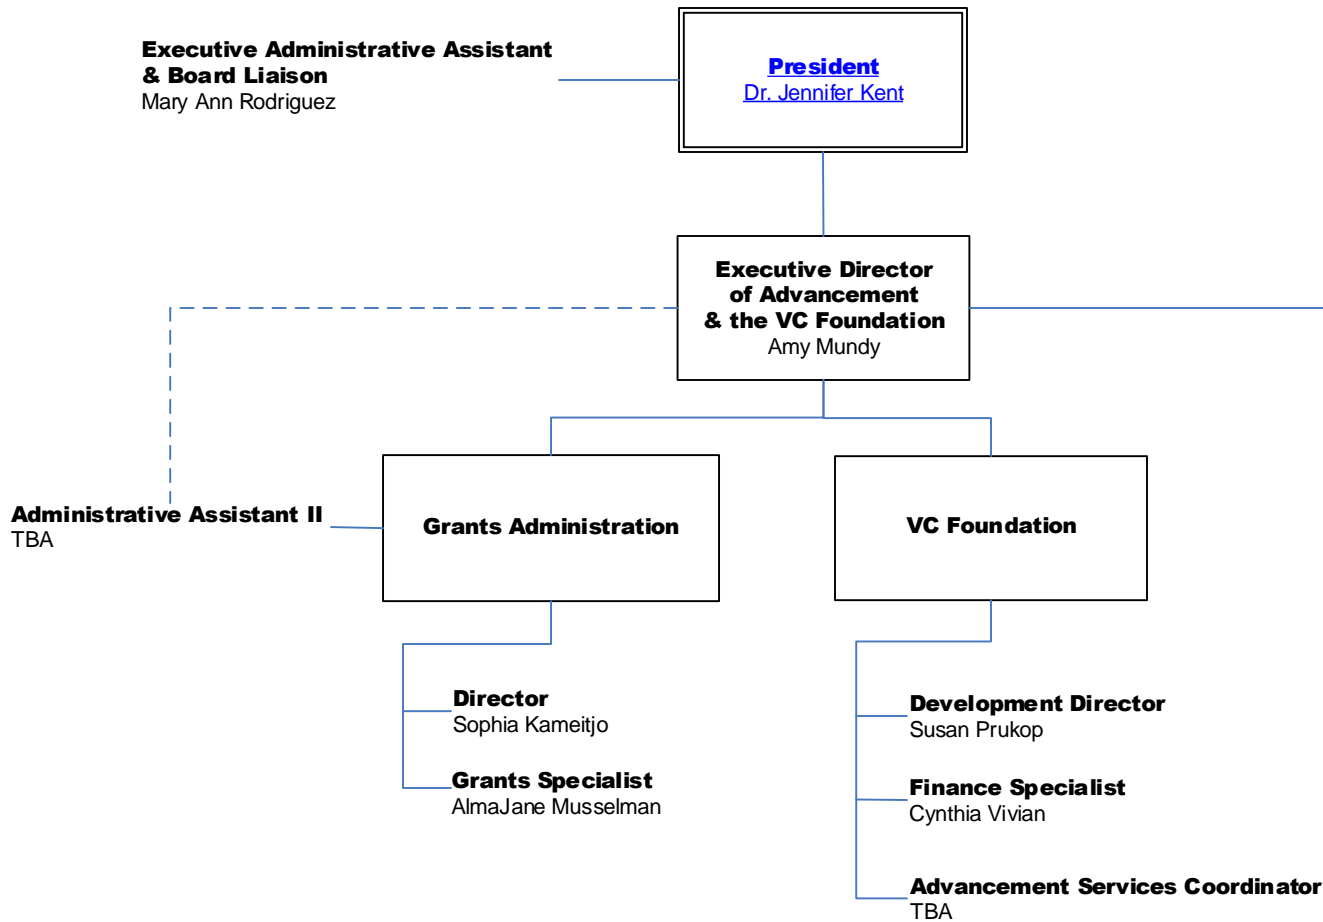 Executive Administrative Assistant
& Board Liaison
Mary Ann Rodriguez
President
Dr. Jennifer Kent
Executive Director
of Advancement
& the VC Foundation
Amy Mundy
Administrative Assistant II
TBA
Grants Administration
VC Foundation
Director
Sophia Kameitjo
Grants Specialist
AlmaJane Musselman
Development Director
Susan Prukop
Finance Specialist
Cynthia Vivian
Advancement Services Coordinator
TBA